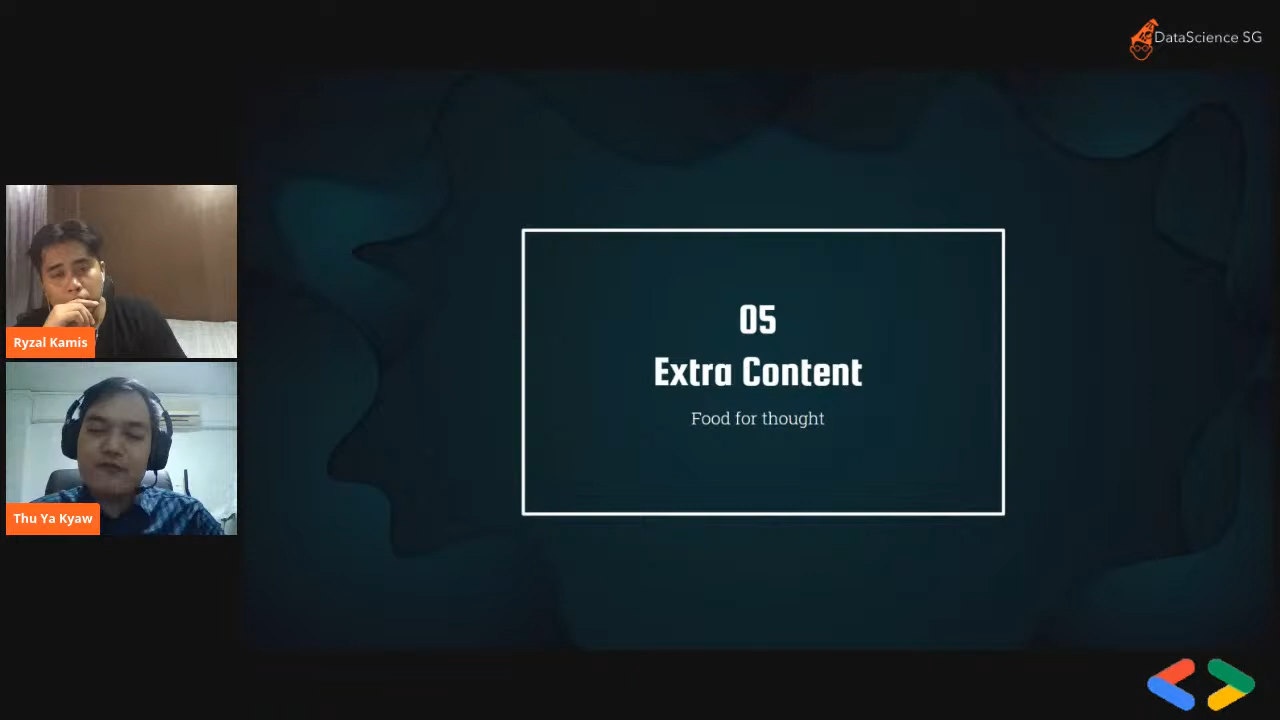 DataScience SG
Ryzal Kamis
Thu Ya Kyaw
05
Extra Content
Food for thought